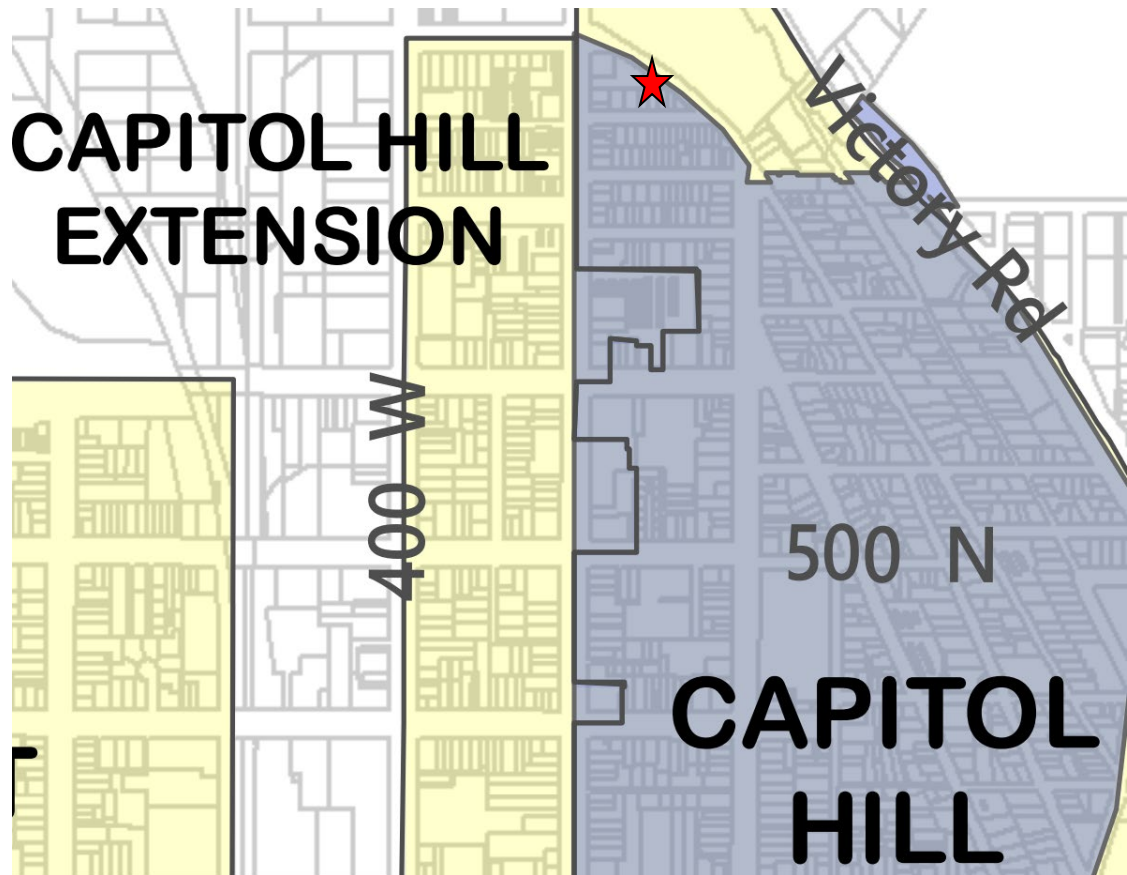 Victory Rd
CAPITOL HILL
EXTENSION
400 W
500 N
CAPITOL
HILL